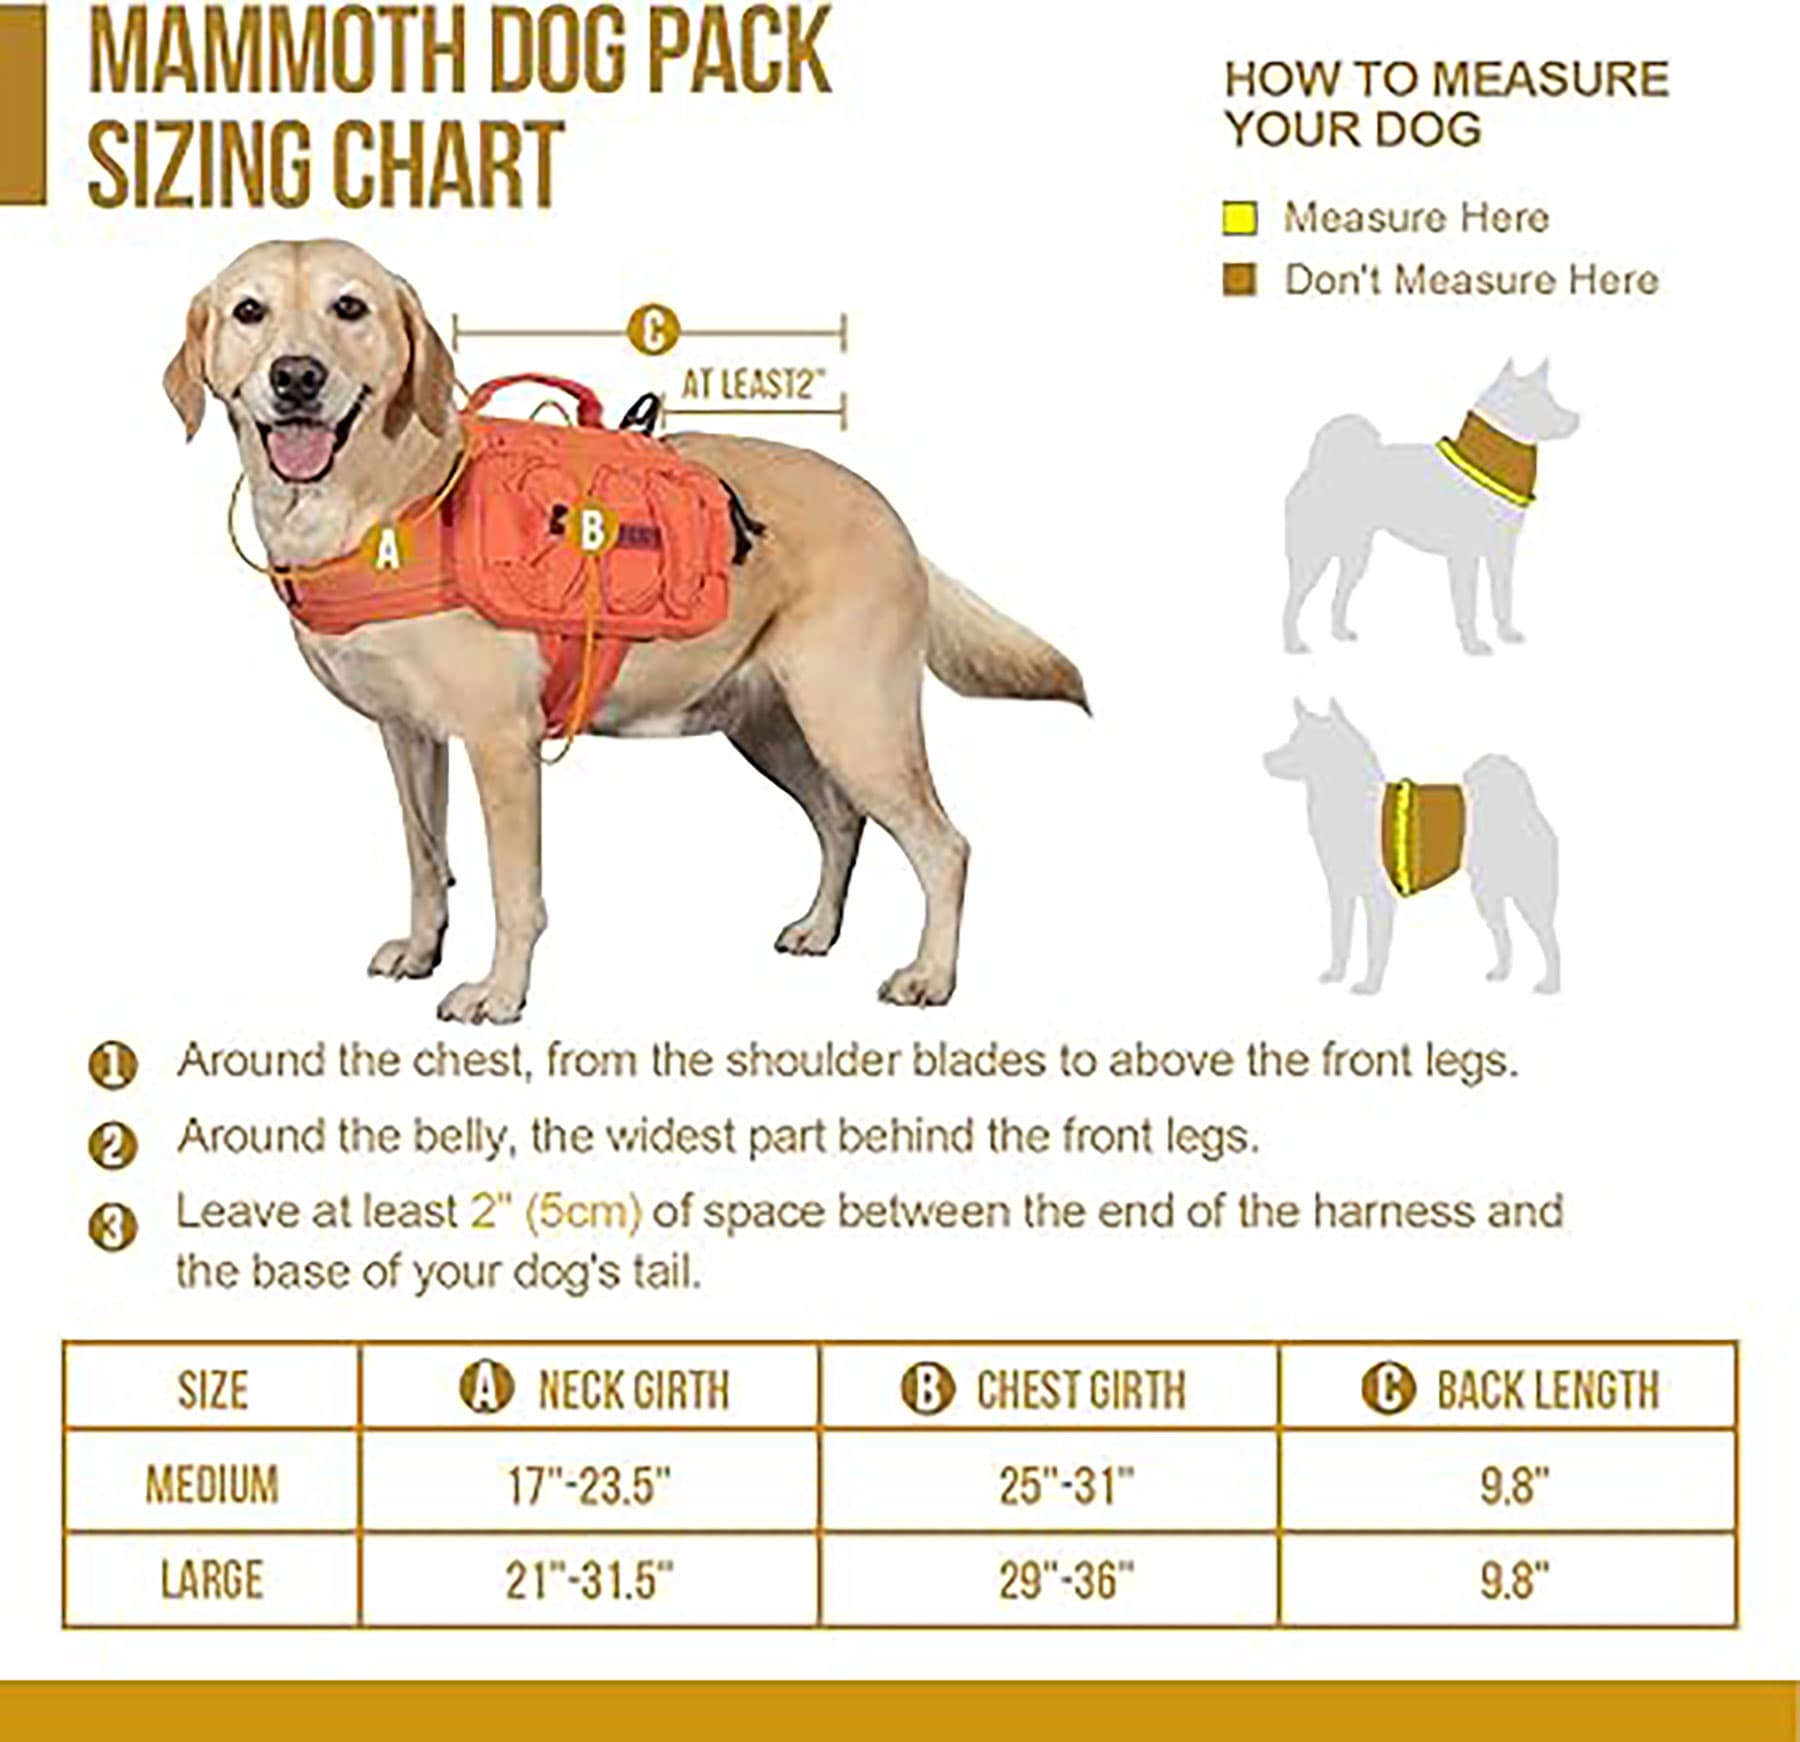 MAMMOTH DOG PACK
SIZING CHART
HOW TO MEASURE
YOUR DOG
Measure Here
Don't Measure Here
C
AT LEAST2"
A
B
1 Around the chest, from the shoulder blades to above the front legs.
2 Around the belly, the widest part behind the front legs.
3 Leave at least 2" (5cm) of space between the end of the harness and
the base of your dog's tail.
SIZE A NECK GIRTH B CHEST GIRTH C BACK LENGTH
MEDIUM 17"-23.5" 25"-31" 9.8"
LARGE 21"-31.5" 29"-36" 9.8"